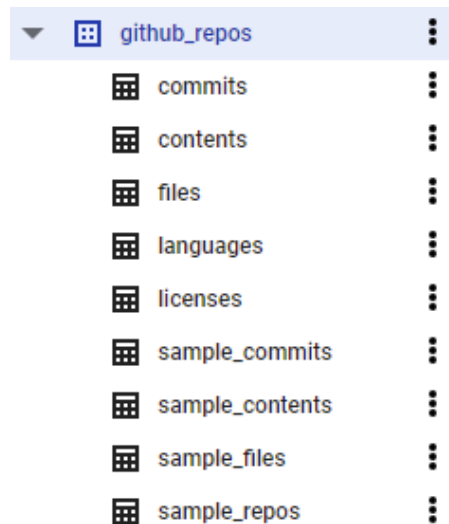 github_repos
commits
contents
files
languages
licenses
sample_commits
sample_contents
sample_files
sample_repos